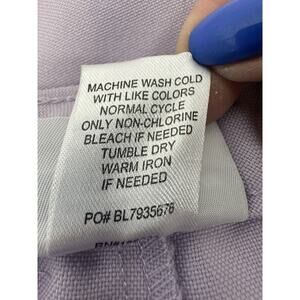 MACHINE WASH COLD
WITH LIKE COLORS
NORMAL CYCLE
ONLY NON-CHLORINE
BLEACH IF NEEDED
TUMBLE DRY
WARM IRON
IF NEEDED
PO# BL7935678